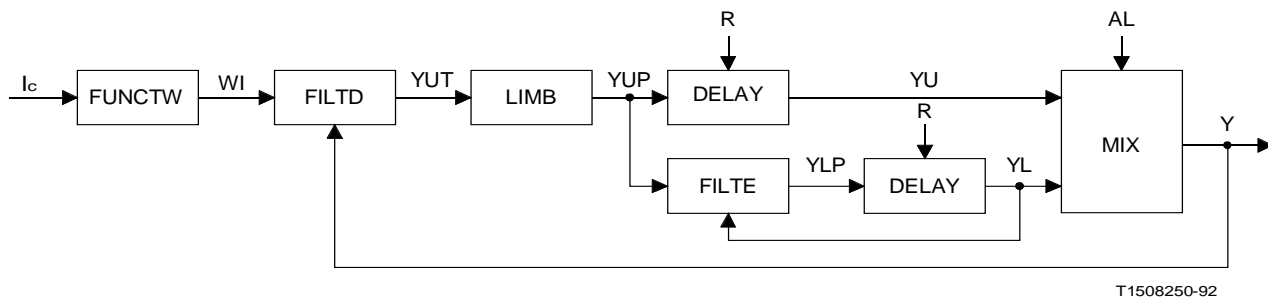 R
AL
Ic
FUNCTW
WI
FILTD
YUT
LIMB
YUP
DELAY
YU
R
MIX
Y
FILTE
YLP
DELAY
YL
T1508250-92